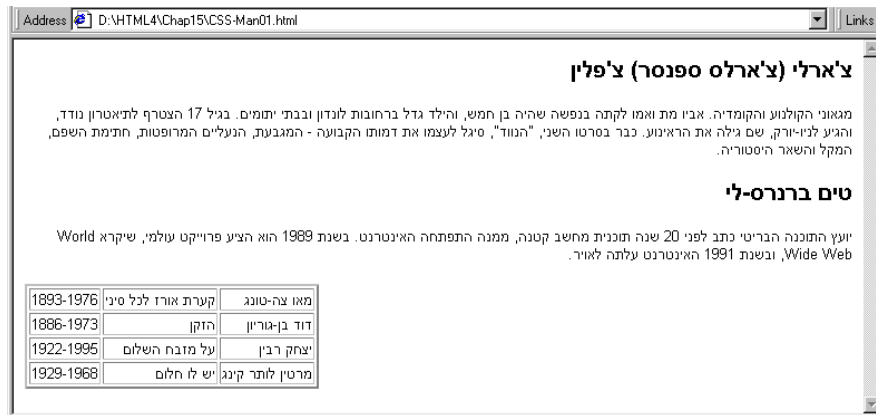 Address D:\HTML4\Chap15\CSS-Man01.html Links
צ'ארלי (צ'ארלס ספנסר) צ'פלין
מגאוני הקולנוע והקומדיה. אביו מת ואמו לקתה בנפשה שהיה בן חמש, והילד גדל ברחובות לונדון ובבתי יתומים. בגיל 17 הצטרף לתיאטרון נודד,
והגיע לניו-יורק, שם גילה את הראינוע. כבר בסרטו השני, "הנווד", סיגל לעצמו את דמותו הקבועה - המגבעת, הנעליים המרופטות, חתימת השפם,
המקל והשאר היסטוריה.
טים ברנרס-לי
יועץ התוכנה הבריטי כתב לפני 20 שנה תוכנית מחשב קטנה, ממנה התפתחה האינטרנט. בשנת 1989 הוא הציע פרוייקט עולמי, שיקרא World
Wide Web, ובשנת 1991 האינטרנט עלתה לאויר.
מאו צה-טונג קערת אורז לכל סיני 1893-1976
דוד בן-גוריון הזקן 1886-1973
יצחק רבין על מזבח השלום 1922-1995
מרטין לותר קינג יש לו חלום 1929-1968